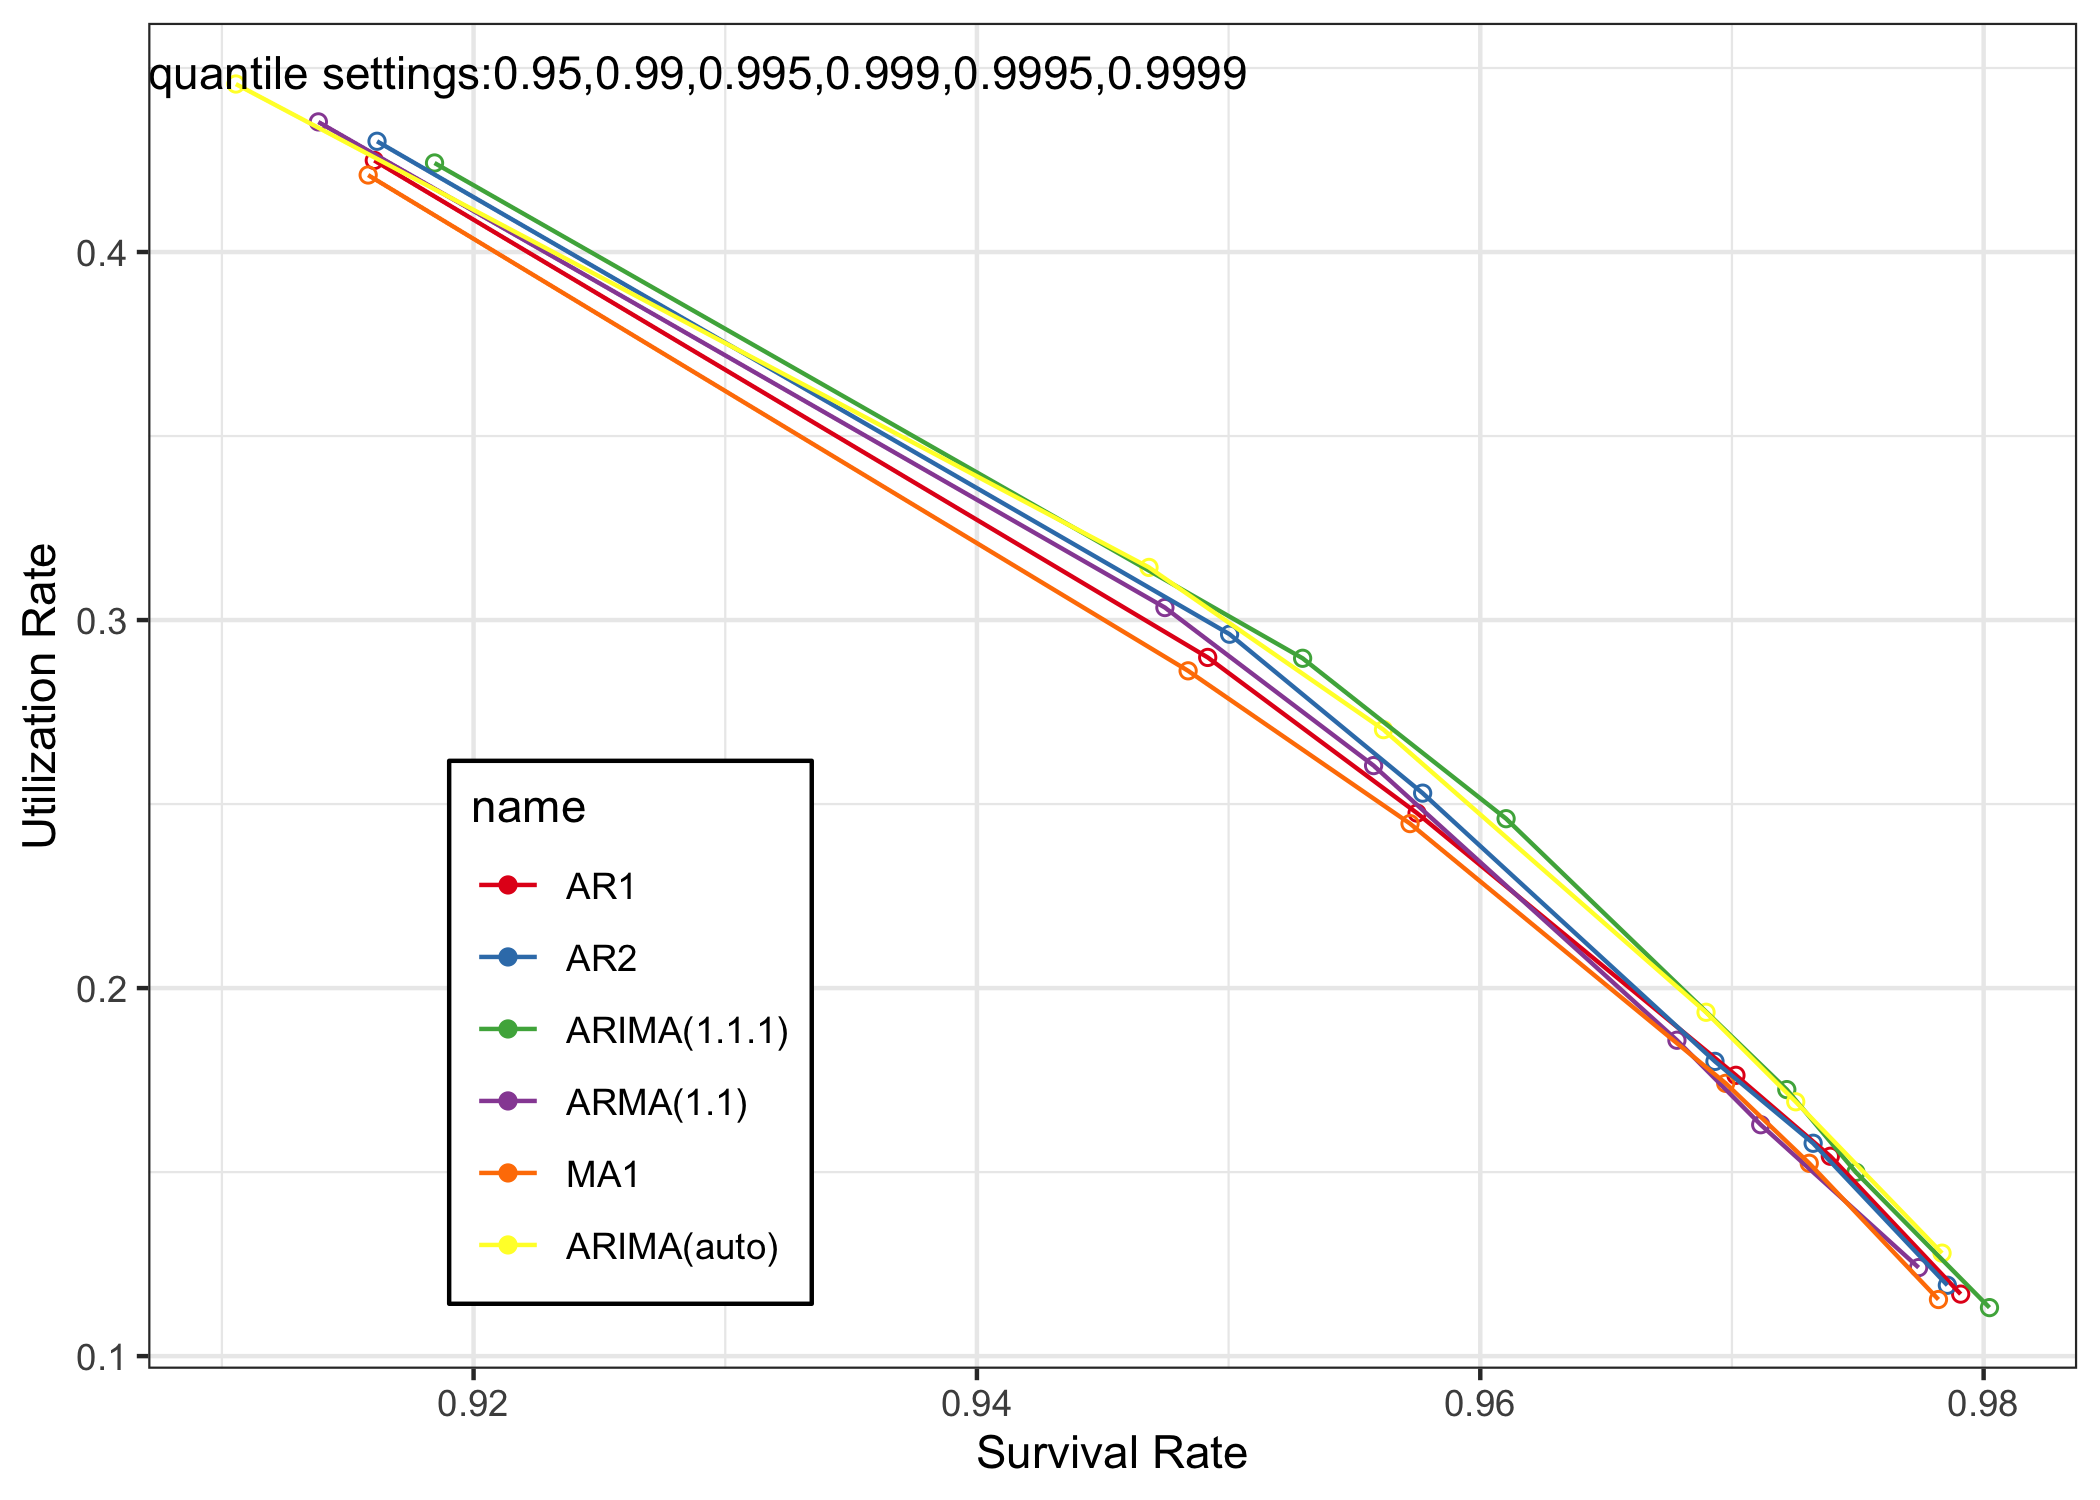 quantile settings:0.95,0.99,0.995,0.999,0.9995,0.9999
0.4
0.3
0.2
0.1
Utilization Rate
name
AR1
AR2
ARIMA(1.1.1)
ARMA(1.1)
MA1
ARIMA(auto)
0.92 0.94 0.96 0.98
Survival Rate